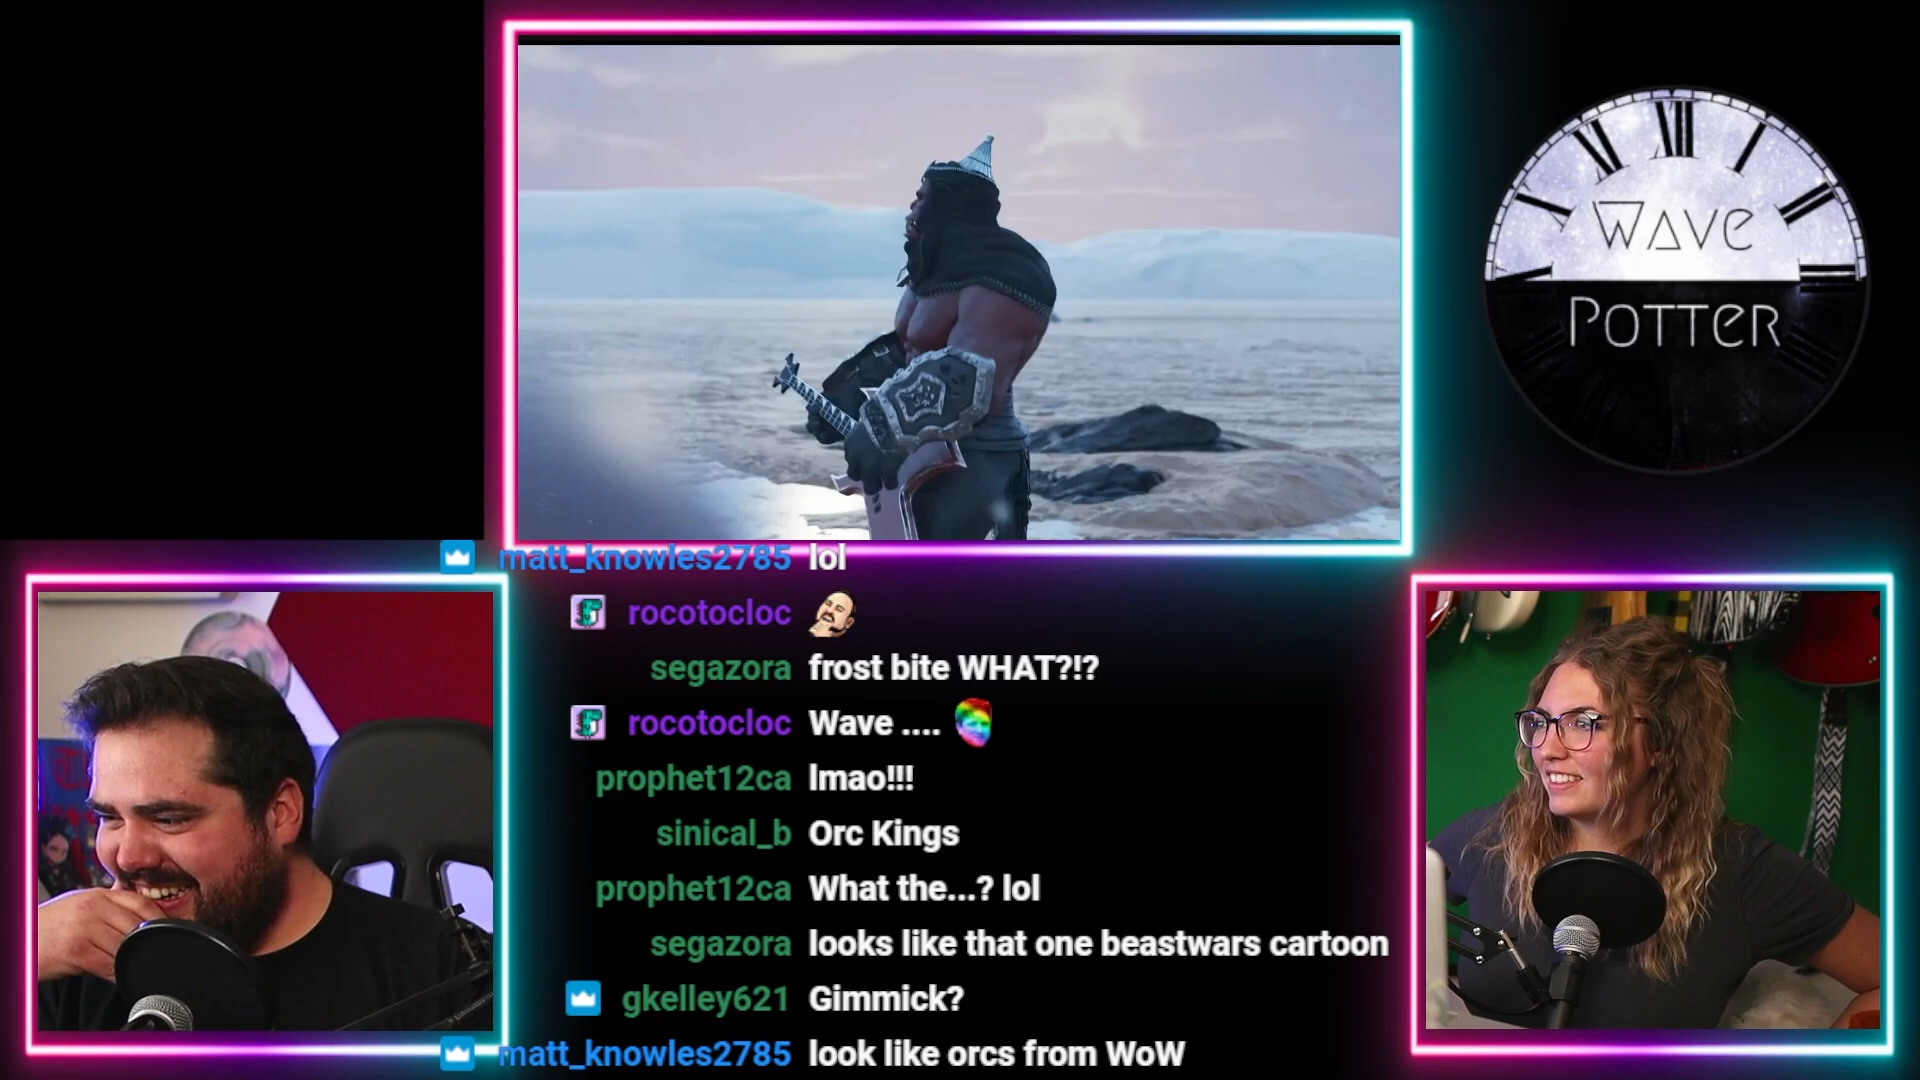 WAVE
POTTER
matt_knowles2785 lol
rocotocloc
segazora frost bite WHAT?!?
rocotocloc Wave ....
prophet12ca lmao!!!
sinical_b Orc Kings
prophet12ca What the...? lol
segazora looks like that one beastwars cartoon
gkelley621 Gimmick?
matt_knowles2785 look like orcs from WoW